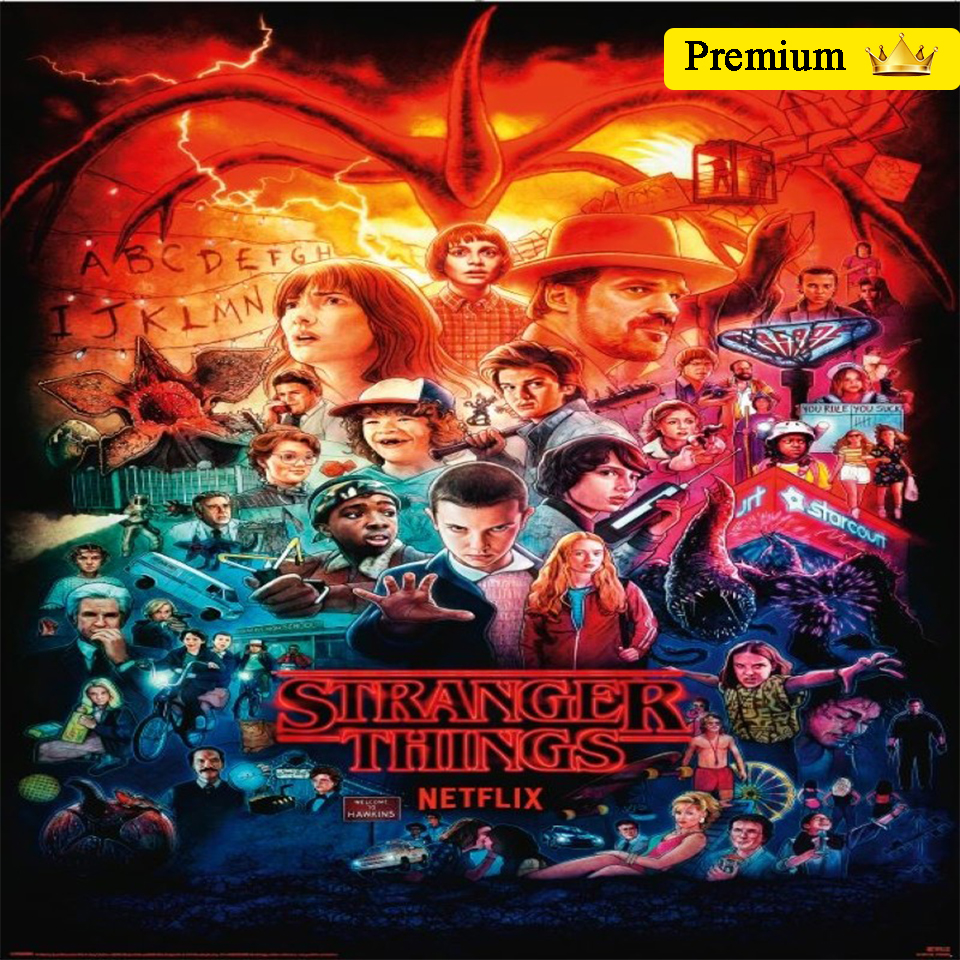 Premium
A B C D E F G H
I J K L M N
YOU RULE YOU SUCK
starcourt
STRANGER
THINGS
NETFLIX
WELCOME
TO
HAWKINS